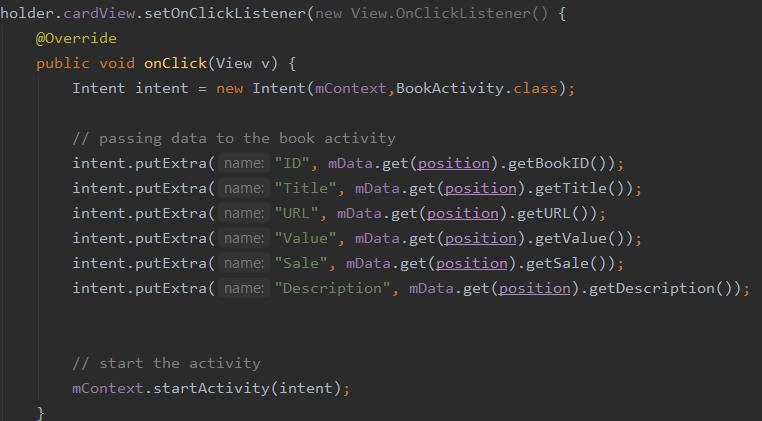 holder.cardView.setOnClickListener(new View.OnClickListener() {
@Override
public void onClick(View v) {
Intent intent = new Intent(mContext,BookActivity.class);
// passing data to the book activity
intent.putExtra( name: "ID", mData.get(position).getBookID());
intent.putExtra( name: "Title", mData.get(position).getTitle());
intent.putExtra( name: "URL", mData.get(position).getURL());
intent.putExtra( name: "Value", mData.get(position).getValue());
intent.putExtra( name: "Sale", mData.get(position).getSale());
intent.putExtra( name: "Description", mData.get(position).getDescription());
// start the activity
mContext.startActivity(intent);
}